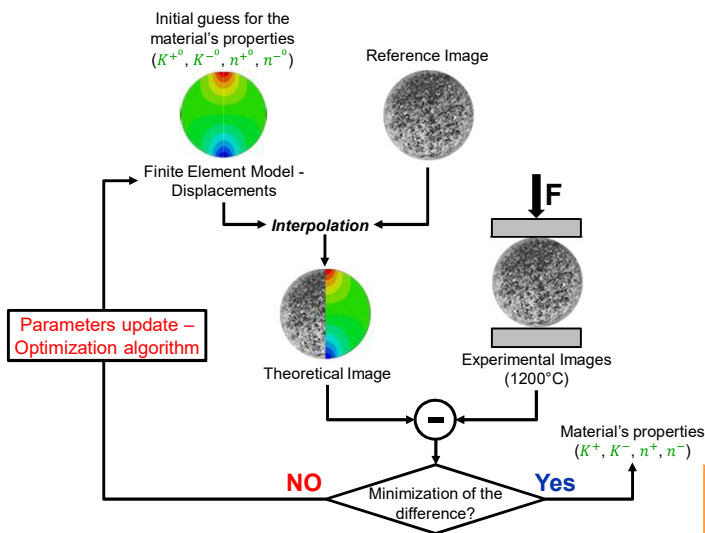 Initial guess for the
material's properties
(K⁺⁰, K⁻⁰, n⁺⁰, n⁻⁰)
Reference Image
Finite Element Model -
Displacements
F
Interpolation
Parameters update –
Optimization algorithm
Theoretical Image
Experimental Images
(1200°C)
–
Material's properties
(K⁺, K⁻, n⁺, n⁻)
NO
Minimization of the
difference?
Yes